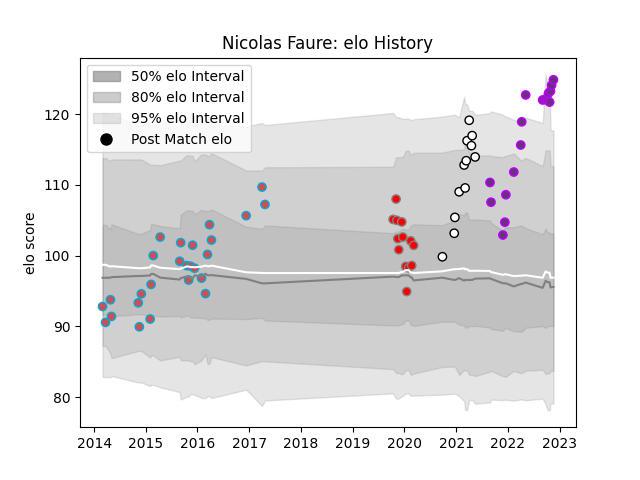 Nicolas Faure: elo History
50% elo Interval
80% elo Interval
95% elo Interval
Post Match elo
elo score
120
110
100
90
80
2014 2015 2016 2017 2018 2019 2020 2021 2022 2023